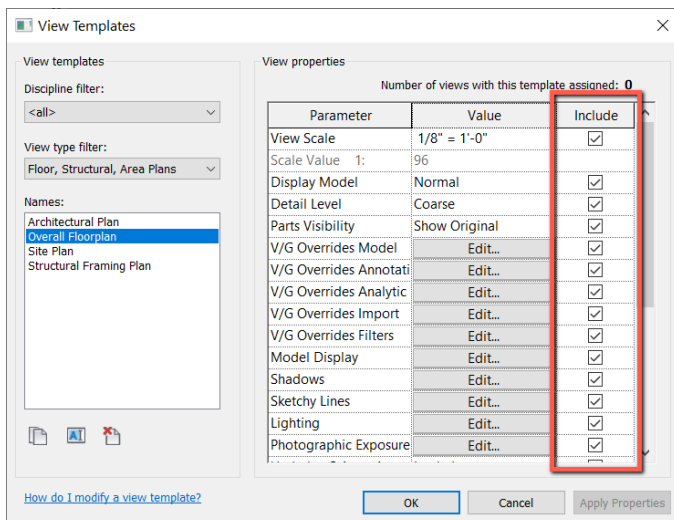 View Templates
View templates
Discipline filter:
<all>
View type filter:
Floor, Structural, Area Plans
Names:
Architectural Plan
Overall Floorplan
Site Plan
Structural Framing Plan
How do I modify a view template?
View properties
Number of views with this template assigned: 0
Parameter Value Include
View Scale 1/8" = 1'-0"
Scale Value 1: 96
Display Model Normal
Detail Level Coarse
Parts Visibility Show Original
V/G Overrides Model Edit...
V/G Overrides Annotati Edit...
V/G Overrides Analytic Edit...
V/G Overrides Import Edit...
V/G Overrides Filters Edit...
Model Display Edit...
Shadows Edit...
Sketchy Lines Edit...
Lighting Edit...
Photographic Exposure Edit...
OK Cancel Apply Properties